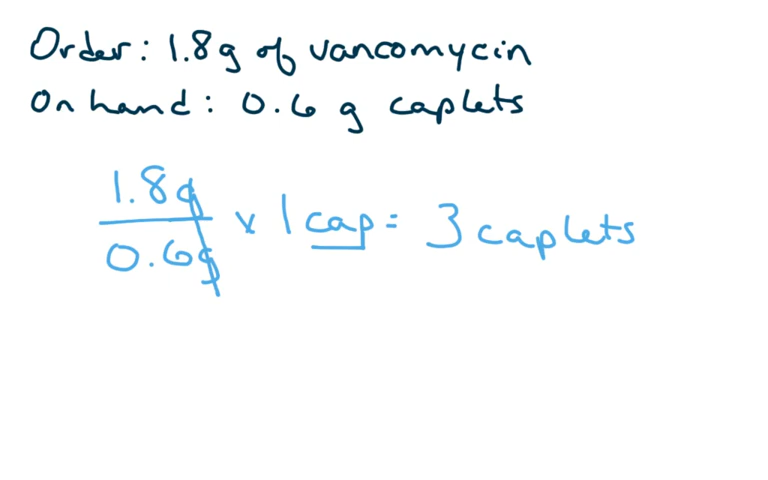 Order: 1.8g of vancomycin
On hand: 0.6 g caplets
1.8g
0.6g
x 1 cap = 3 caplets